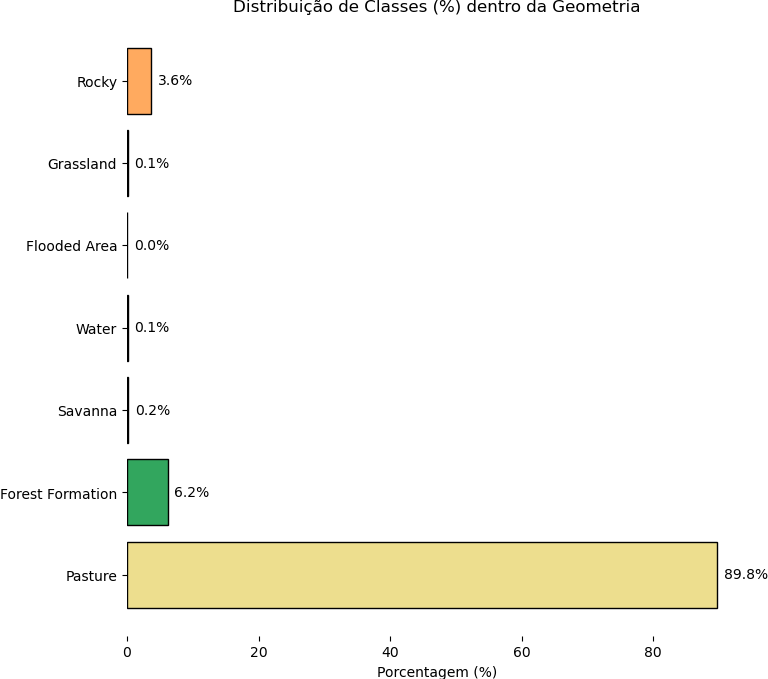 Distribuição de Classes (%) dentro da Geometria
Rocky 3.6%
Grassland 0.1%
Flooded Area 0.0%
Water 0.1%
Savanna 0.2%
Forest Formation 6.2%
Pasture 89.8%
0 20 40 60 80
Porcentagem (%)